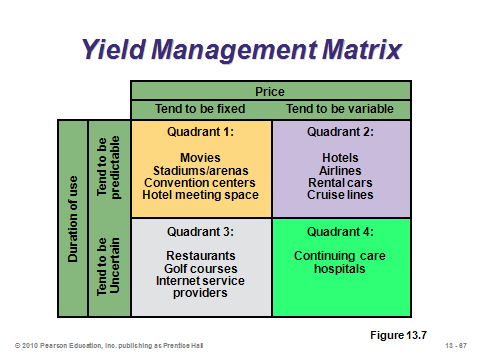 Yield Management Matrix
Price
Tend to be fixed
Tend to be variable
Duration of use
Tend to be
predictable
Quadrant 1:
Movies
Stadiums/arenas
Convention centers
Hotel meeting space
Quadrant 2:
Hotels
Airlines
Rental cars
Cruise lines
Tend to be
Uncertain
Quadrant 3:
Restaurants
Golf courses
Internet service
providers
Quadrant 4:
Continuing care
hospitals
Figure 13.7
© 2010 Pearson Education, Inc. publishing as Prentice Hall
13 - 67